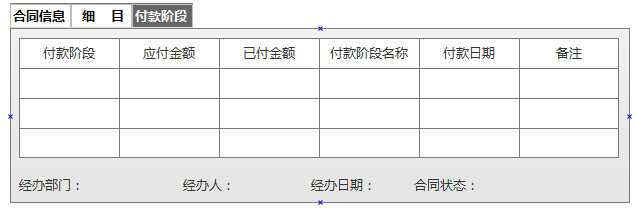 合同信息 细 目 付款阶段
付款阶段 应付金额 已付金额 付款阶段名称 付款日期 备注
经办部门： 经办人： 经办日期： 合同状态：